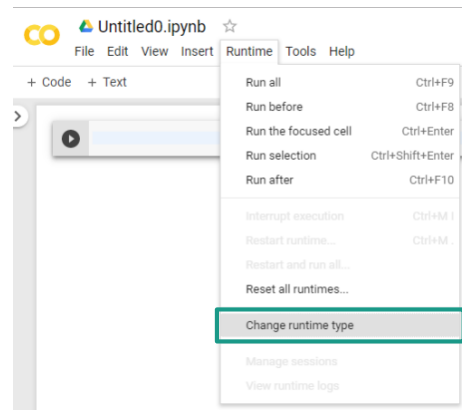 CO Untitled0.ipynb
File Edit View Insert Runtime Tools Help
+ Code + Text
Run all Ctrl+F9
Run before Ctrl+F8
Run the focused cell Ctrl+Enter
Run selection Ctrl+Shift+Enter
Run after Ctrl+F10
Interrupt execution Ctrl+M I
Restart runtime... Ctrl+M .
Restart and run all...
Reset all runtimes...
Change runtime type
Manage sessions
View runtime logs